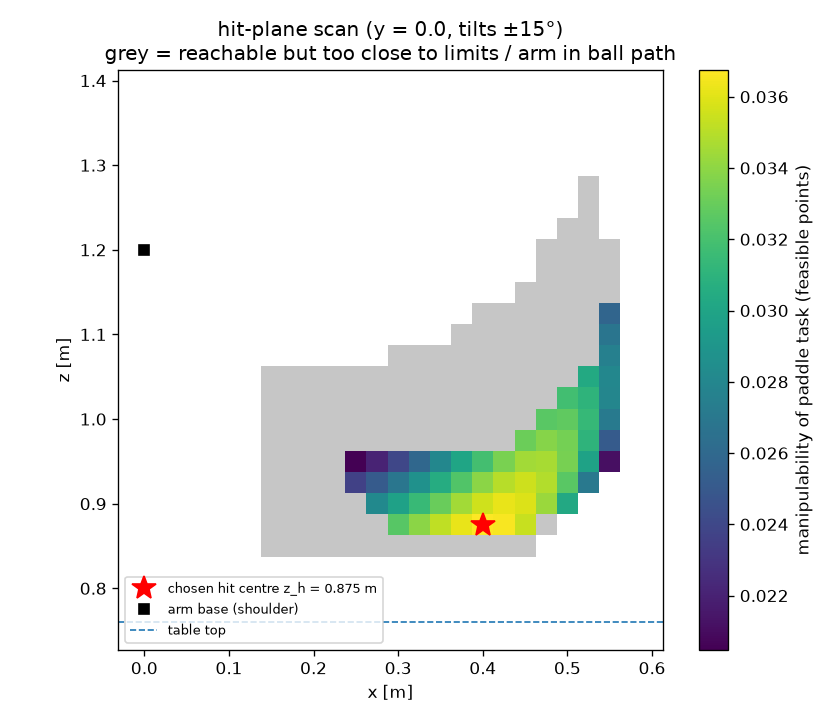 hit-plane scan (y = 0.0, tilts ±15°)
grey = reachable but too close to limits / arm in ball path
z [m]
1.4
1.3
1.2
1.1
1.0
0.9
0.8
chosen hit centre z_h = 0.875 m
arm base (shoulder)
table top
0.0 0.1 0.2 0.3 0.4 0.5 0.6
x [m]
0.036
0.034
0.032
0.030
0.028
0.026
0.024
0.022
manipulability of paddle task (feasible points)